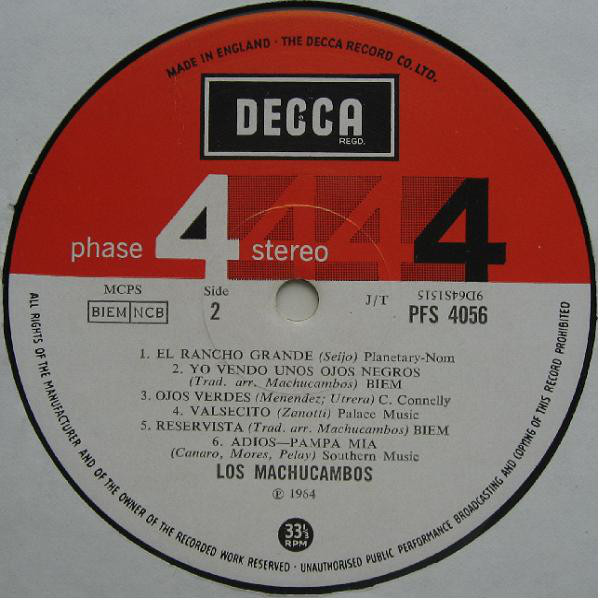 MADE IN ENGLAND · THE DECCA RECORD CO. LTD.
DECCA
REGD.
phase 4 stereo 4 4 4
MCPS
BIEM NCB
Side
2
J/T
9D6451515
PFS 4056
1. EL RANCHO GRANDE (Seijo) Planetary-Nom
2. YO VENDO UNOS OJOS NEGROS
(Trad. arr. Machucambos) BIEM
3. OJOS VERDES (Menendez; Utrera) C. Connelly
4. VALSECITO (Zanotti) Palace Music
5. RESERVISTA (Trad. arr. Machucambos) BIEM
6. ADIOS—PAMPA MIA
(Canaro, Mores, Pelay) Southern Music
LOS MACHUCAMBOS
℗ 1964
33⅓
RPM
ALL RIGHTS OF THE MANUFACTURER AND OF THE OWNER OF THE RECORDED WORK RESERVED · UNAUTHORISED PUBLIC PERFORMANCE BROADCASTING AND COPYING OF THIS RECORD PROHIBITED